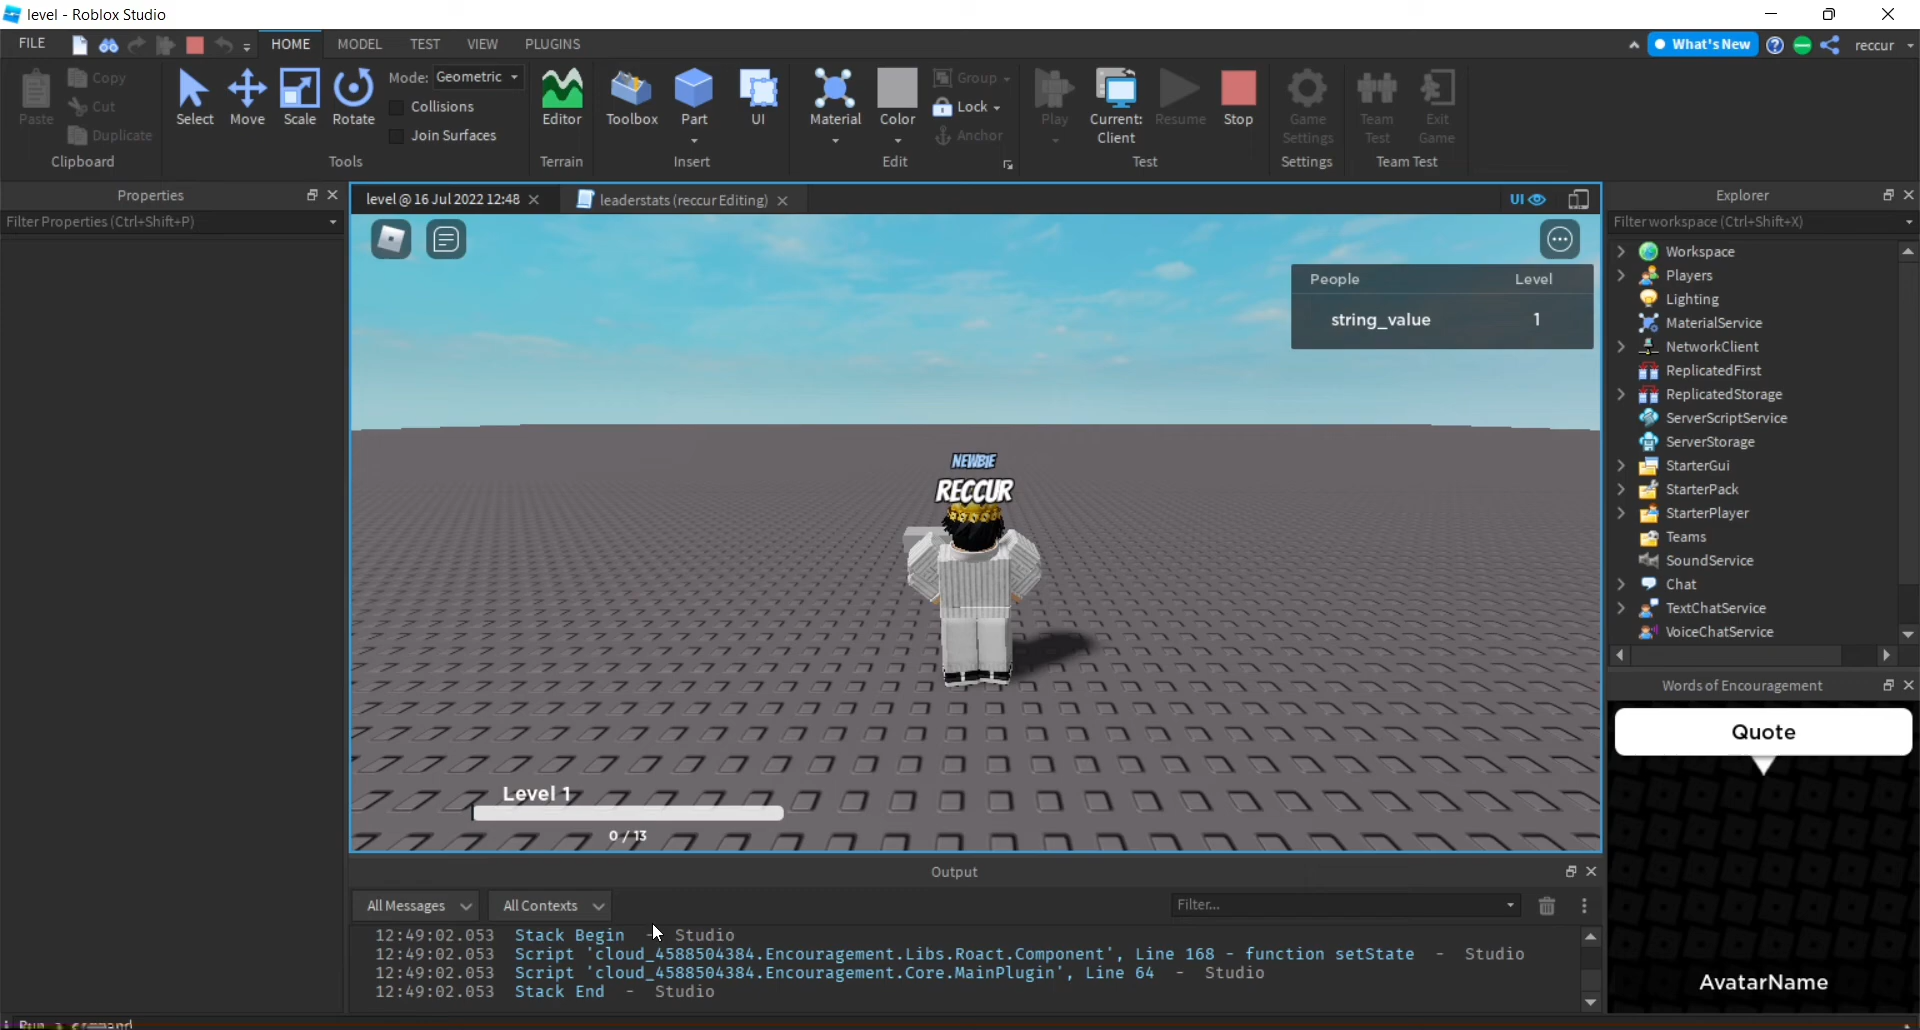 level - Roblox Studio
FILE HOME MODEL TEST VIEW PLUGINS What's New reccur
Paste Copy Cut Duplicate
Clipboard
Select Move Scale Rotate
Mode: Geometric
Collisions
Join Surfaces
Tools
Editor
Terrain
Toolbox Part UI
Insert
Material Color Group Lock Anchor
Edit
Play Current: Client Resume Stop
Test
Game Settings
Settings
Team Test Exit Game
Team Test
Properties
Filter Properties (Ctrl+Shift+P)
level @ 16 Jul 2022 12:48 leaderstats (reccur Editing) UI
People Level
string_value 1
NEWBIE
RECCUR
Level 1
0 / 13
Explorer
Filter workspace (Ctrl+Shift+X)
Workspace
Players
Lighting
MaterialService
NetworkClient
ReplicatedFirst
ReplicatedStorage
ServerScriptService
ServerStorage
StarterGui
StarterPack
StarterPlayer
Teams
SoundService
Chat
TextChatService
VoiceChatService
Words of Encouragement
Quote
AvatarName
Output
All Messages All Contexts Filter...
12:49:02.053 Stack Begin - Studio
12:49:02.053 Script 'cloud_4588504384.Encouragement.Libs.Roact.Component', Line 168 - function setState - Studio
12:49:02.053 Script 'cloud_4588504384.Encouragement.Core.MainPlugin', Line 64 - Studio
12:49:02.053 Stack End - Studio
Run a command